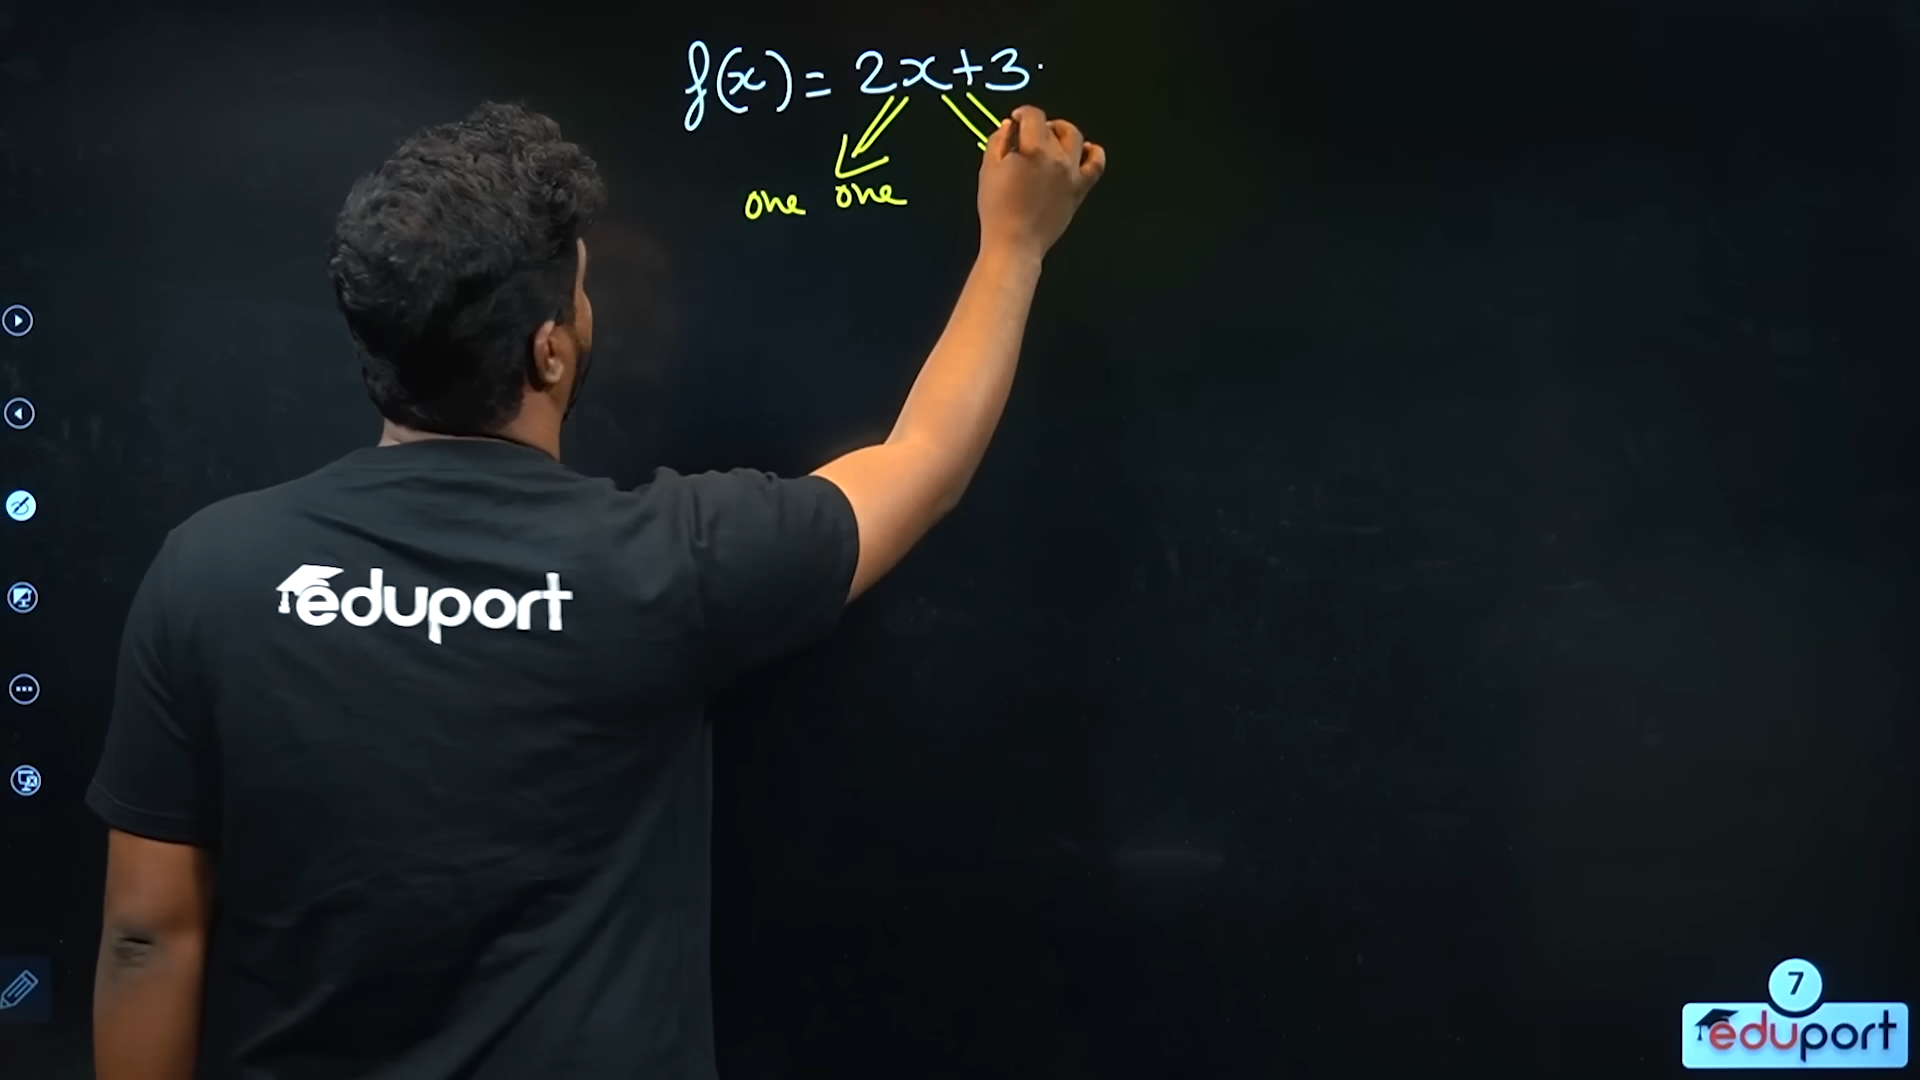 f(x) = 2x+3.
one one
eduport
7
eduport